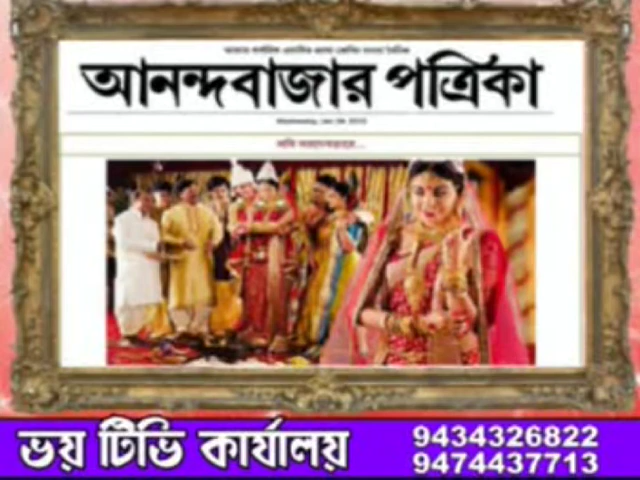 আনন্দবাজার পত্রিকা
ভয় টিভি কার্যালয়
9434326822
9474437713